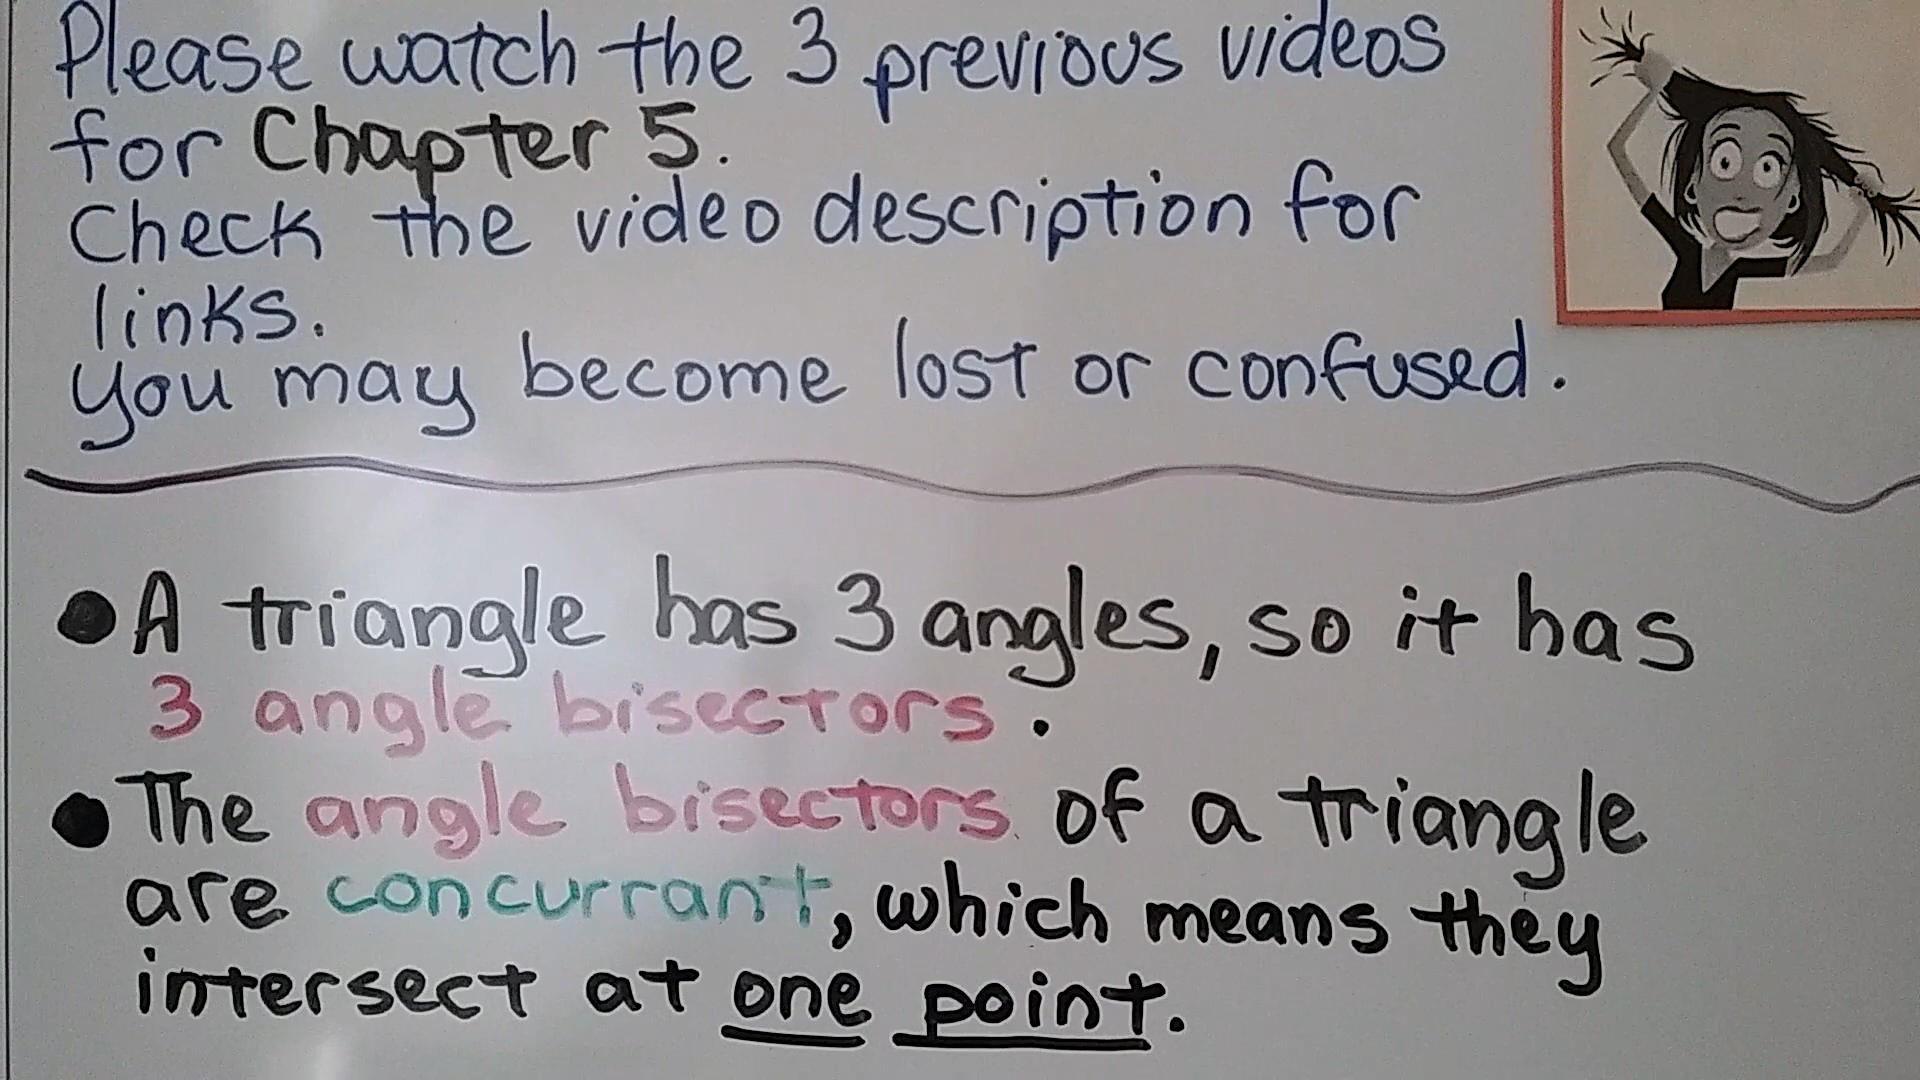 Please watch the 3 previous videos
for Chapter 5.
Check the video description for
links.
You may become lost or confused.
• A triangle has 3 angles, so it has
3 angle bisectors.
• The angle bisectors of a triangle
are concurrant, which means they
intersect at one point.